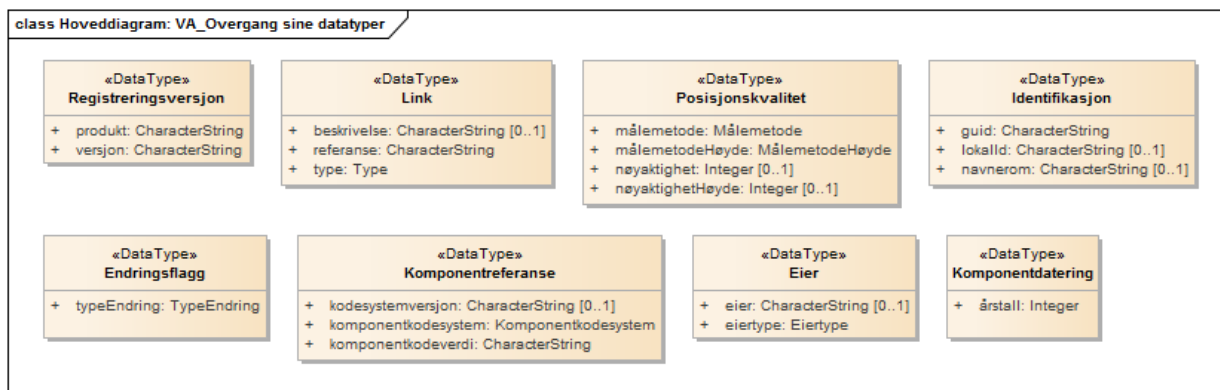 class Hoveddiagram: VA_Overgang sine datatyper
«DataType»
Registreringsversjon
+ produkt: CharacterString
+ versjon: CharacterString
«DataType»
Link
+ beskrivelse: CharacterString [0..1]
+ referanse: CharacterString
+ type: Type
«DataType»
Posisjonskvalitet
+ målemetode: Målemetode
+ målemetodeHøyde: MålemetodeHøyde
+ nøyaktighet: Integer [0..1]
+ nøyaktighetHøyde: Integer [0..1]
«DataType»
Identifikasjon
+ guid: CharacterString
+ lokalId: CharacterString [0..1]
+ navnerom: CharacterString [0..1]
«DataType»
Endringsflagg
+ typeEndring: TypeEndring
«DataType»
Komponentreferanse
+ kodesystemversjon: CharacterString [0..1]
+ komponentkodesystem: Komponentkodesystem
+ komponentkodeverdi: CharacterString
«DataType»
Eier
+ eier: CharacterString [0..1]
+ eiertype: Eiertype
«DataType»
Komponentdatering
+ årstall: Integer